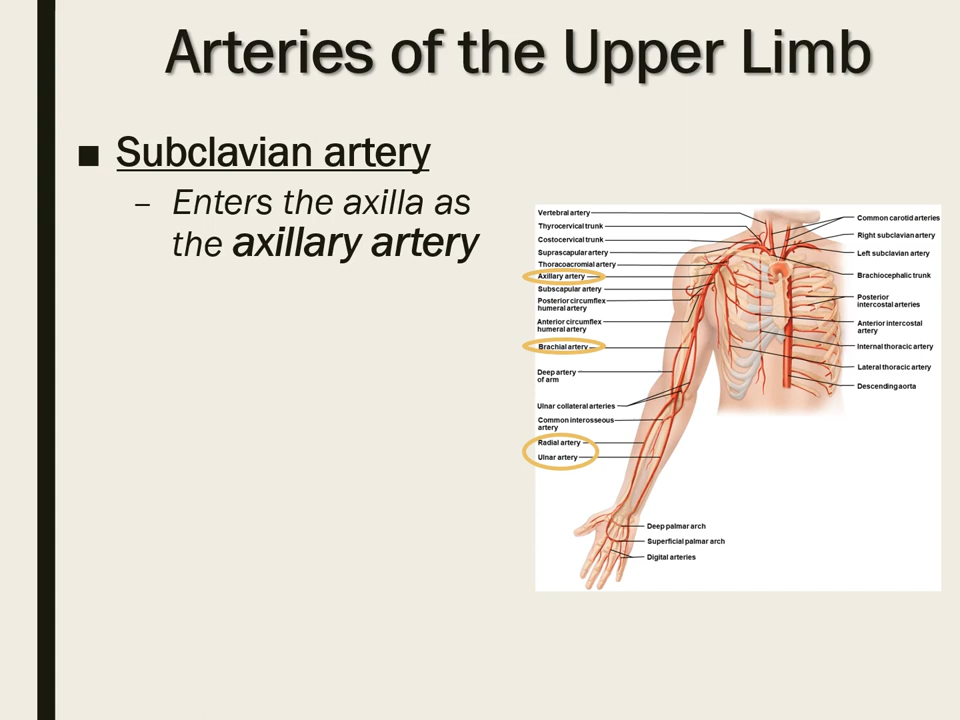 Arteries of the Upper Limb
■ Subclavian artery
– Enters the axilla as
the axillary artery
Vertebral artery
Thyrocervical trunk
Costocervical trunk
Suprascapular artery
Thoracoacromial artery
Axillary artery
Subscapular artery
Posterior circumflex
humeral artery
Anterior circumflex
humeral artery
Brachial artery
Deep artery
of arm
Ulnar collateral arteries
Common interosseous
artery
Radial artery
Ulnar artery
Common carotid arteries
Right subclavian artery
Left subclavian artery
Brachiocephalic trunk
Posterior
intercostal arteries
Anterior intercostal
artery
Internal thoracic artery
Lateral thoracic artery
Descending aorta
Deep palmar arch
Superficial palmar arch
Digital arteries